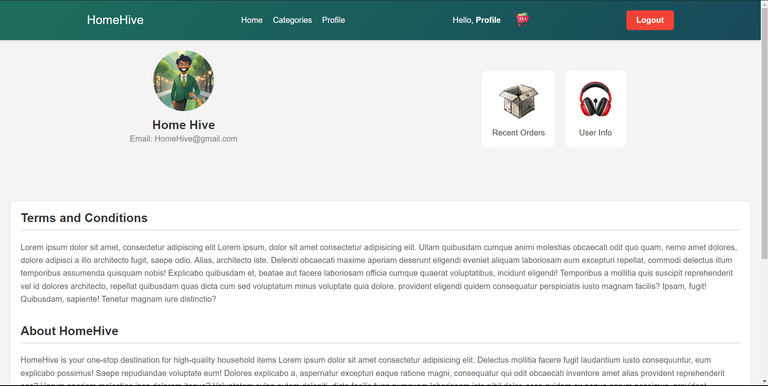 HomeHive
Home Categories Profile
Hello, Profile
Logout
Home Hive
Email: HomeHive@gmail.com
Recent Orders
User Info
Terms and Conditions
Lorem ipsum dolor sit amet, consectetur adipiscing elit Lorem ipsum, dolor sit amet consectetur adipisicing elit. Ullam quibusdam cumque animi molestias obcaecati odit quo quam, nemo amet dolores,
dolore adipisci a illo architecto fugit, saepe odio. Alias, architecto iste. Deleniti obcaecati maxime aperiam deserunt eligendi eveniet aliquam laboriosam eum excepturi repellat, commodi delectus illum
temporibus assumenda quisquam nobis! Explicabo quibusdam et, beatae aut facere laboriosam officia cumque quaerat voluptatibus, incidunt eligendi! Temporibus a mollitia quis suscipit reprehenderit
vel id dolores architecto, repellat quibusdam quas dicta cum sed voluptatum minus voluptate quia dolore, provident eligendi quidem consequatur perspiciatis iusto magnam facilis? Ipsam, fugit!
Quibusdam, sapiente! Tenetur magnam iure distinctio?
About HomeHive
HomeHive is your one-stop destination for high-quality household items Lorem ipsum dolor sit amet consectetur adipisicing elit. Delectus mollitia facere fugit laudantium iusto consequuntur, eum
explicabo possimus! Saepe repudiandae voluptate eum! Dolores explicabo a, aspernatur excepturi eaque ratione magni, consequatur qui odit obcaecati inventore amet alias provident reprehenderit